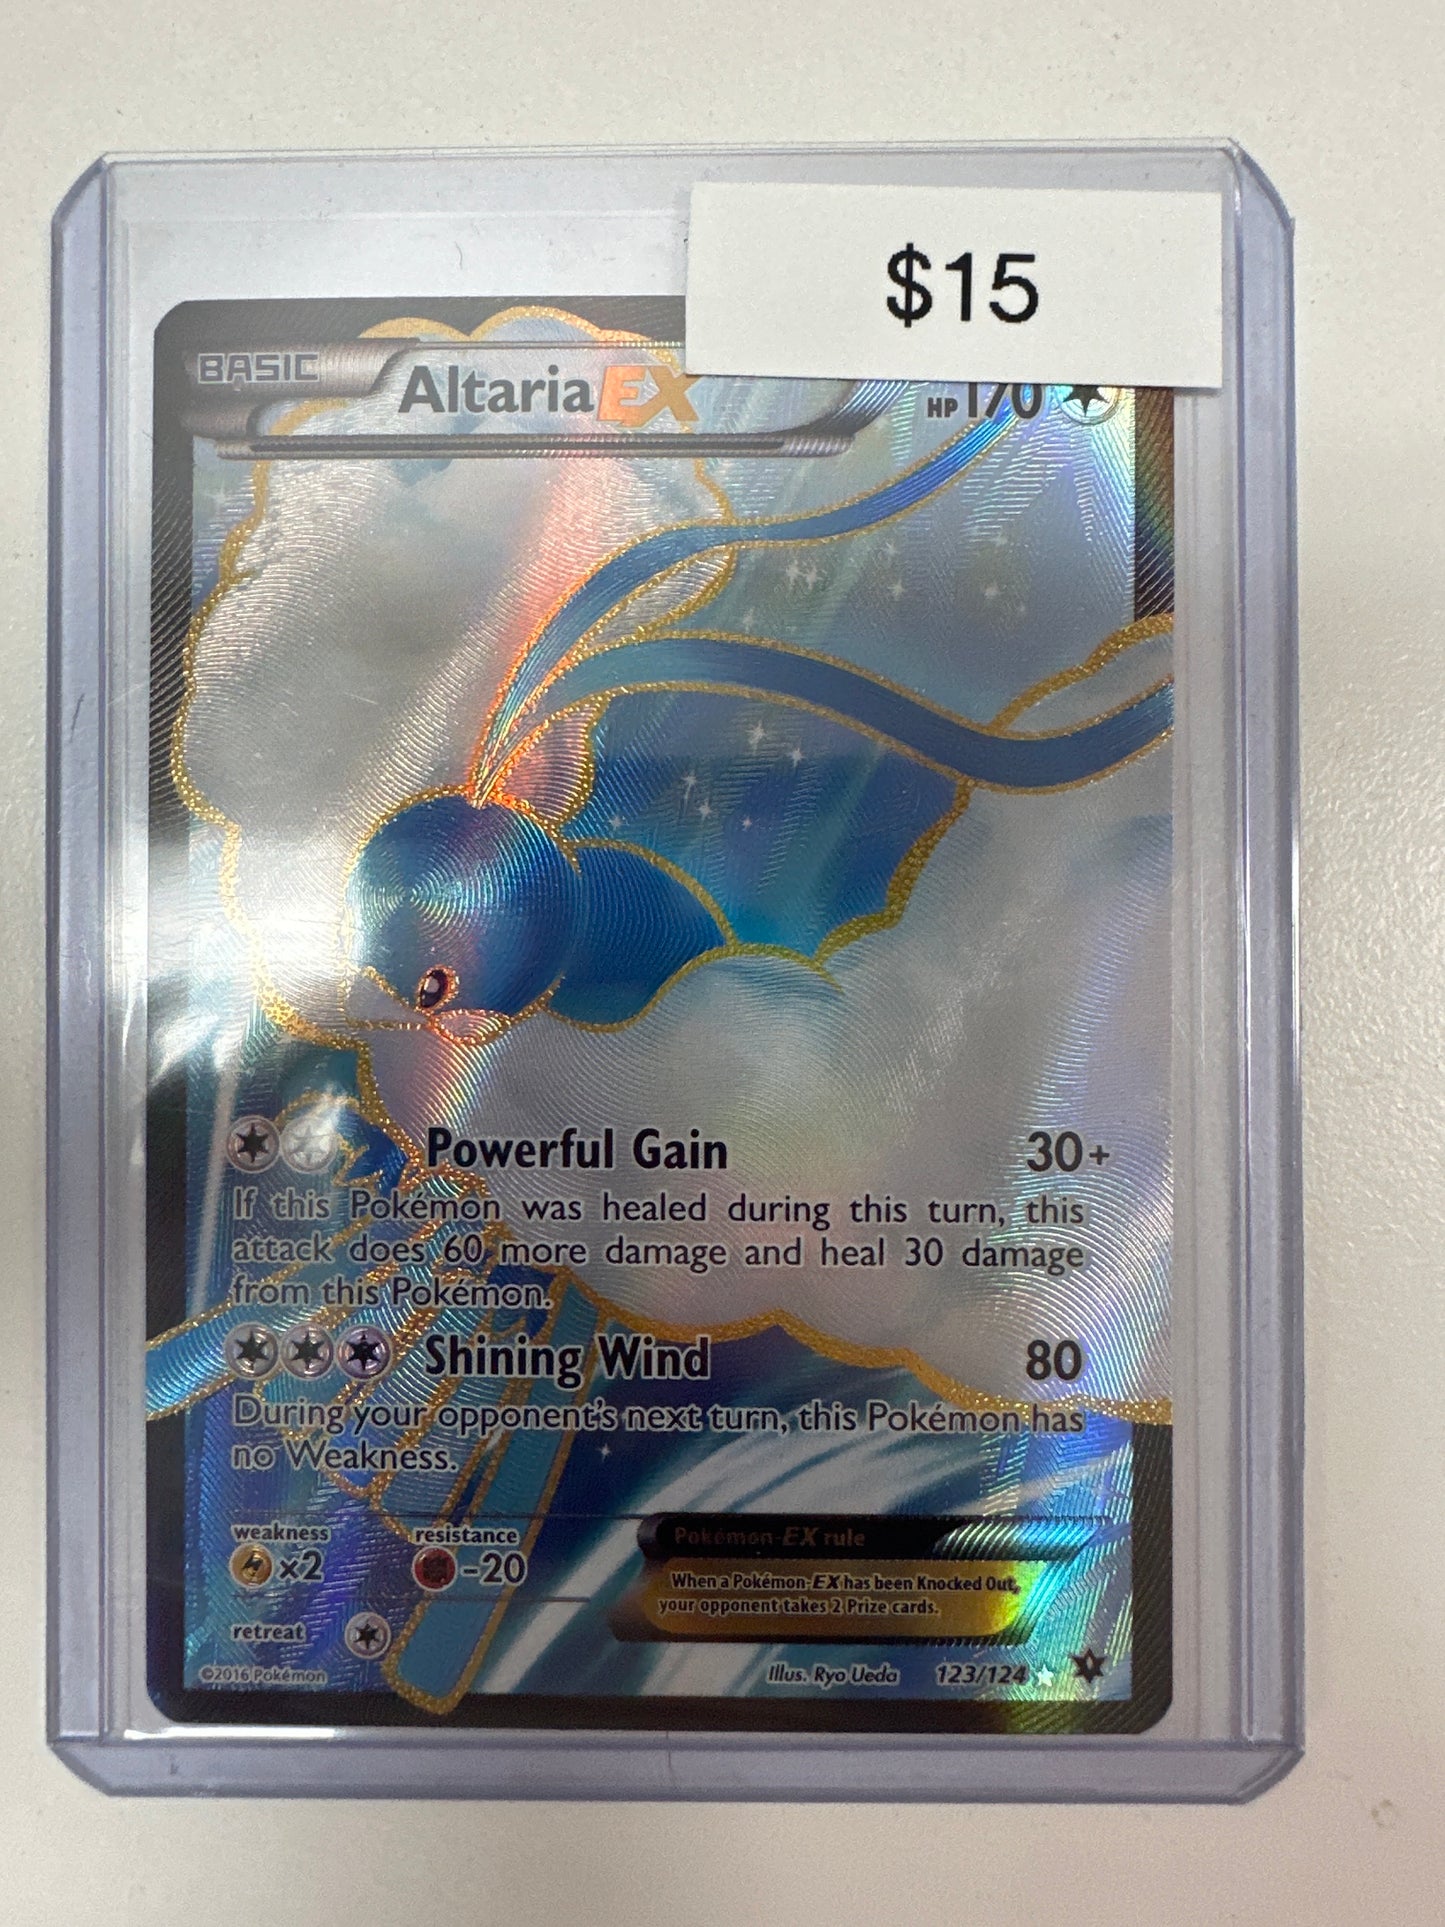 $15
BASIC
Altaria EX
HP 170
Powerful Gain 30+
If this Pokémon was healed during this turn, this
attack does 60 more damage and heal 30 damage
from this Pokémon.
Shining Wind 80
During your opponent's next turn, this Pokémon has
no Weakness.
weakness resistance
×2 -20
Pokémon-EX rule
When a Pokémon-EX has been Knocked Out,
your opponent takes 2 Prize cards.
retreat
©2016 Pokémon
Illus. Ryo Ueda 123/124